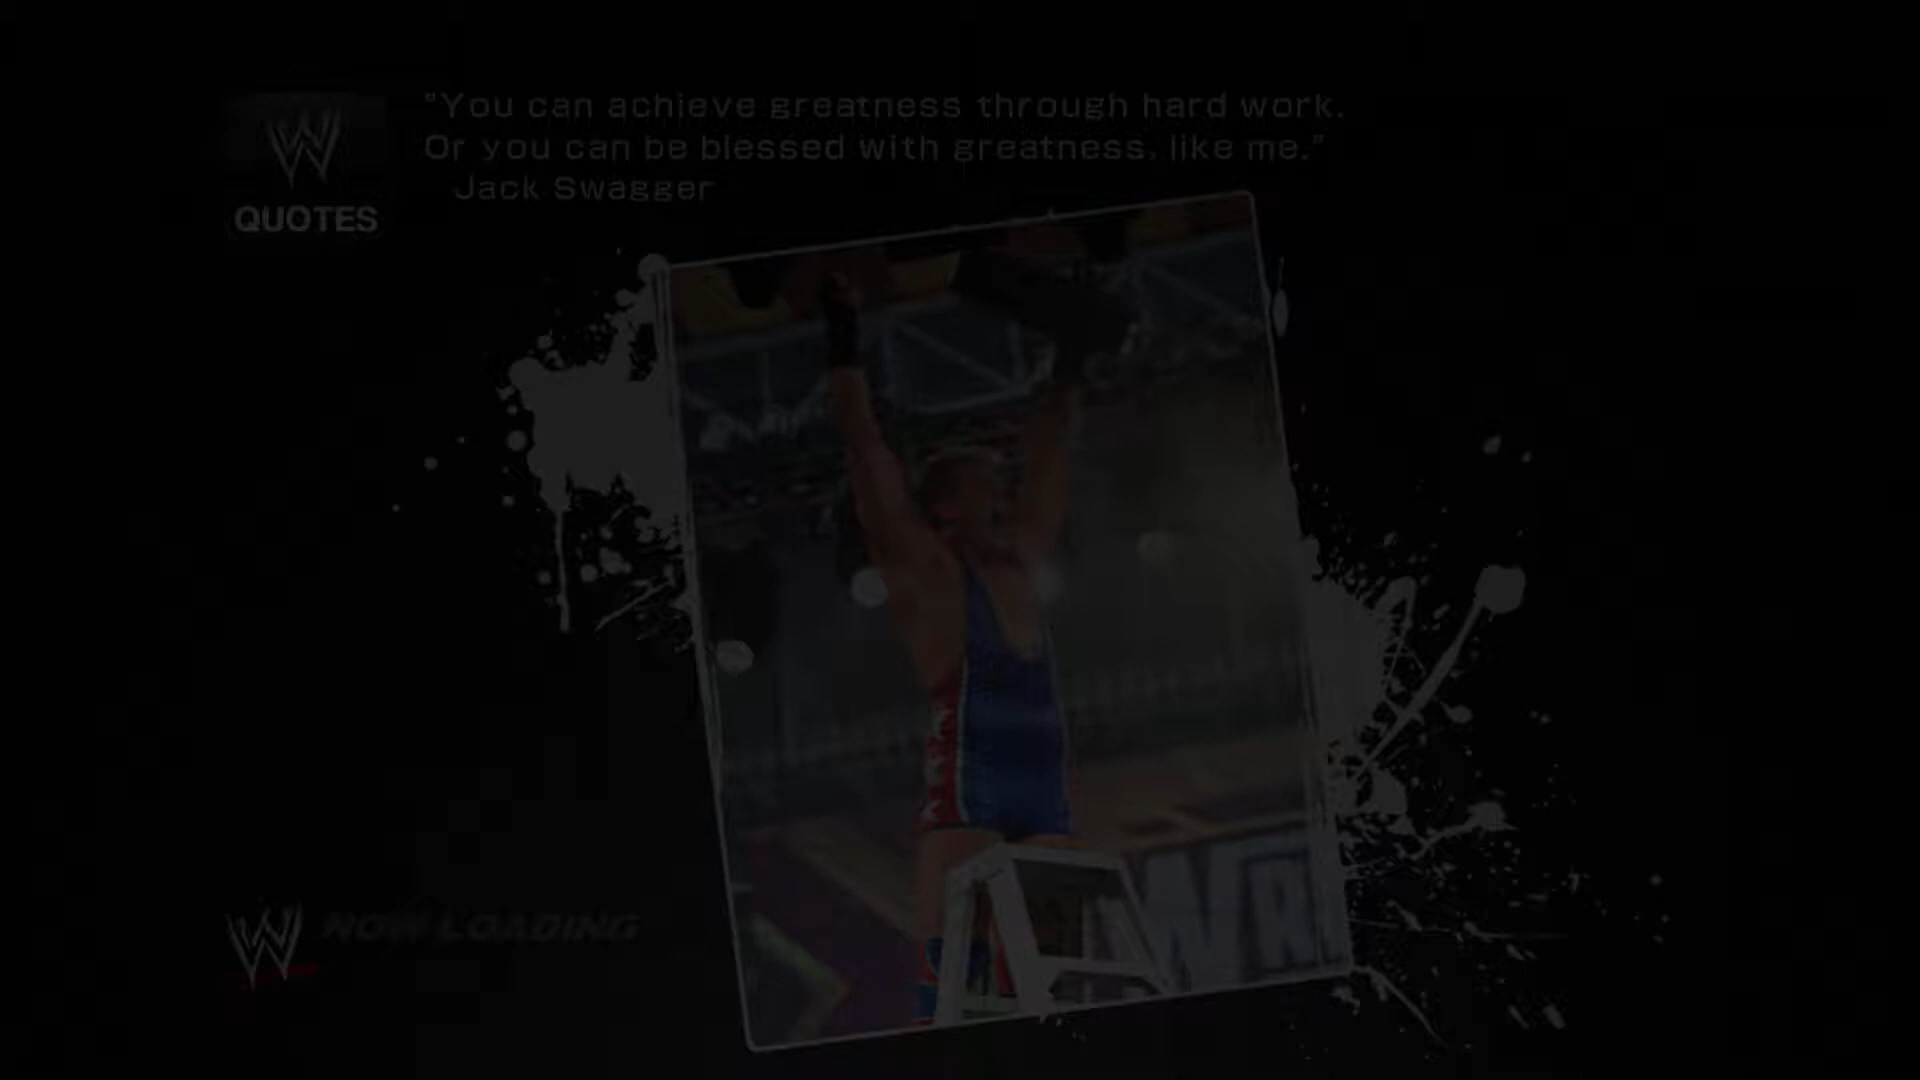 "You can achieve greatness through hard work.
Or you can be blessed with greatness, like me."
Jack Swagger
W
QUOTES
W NOW LOADING
WR